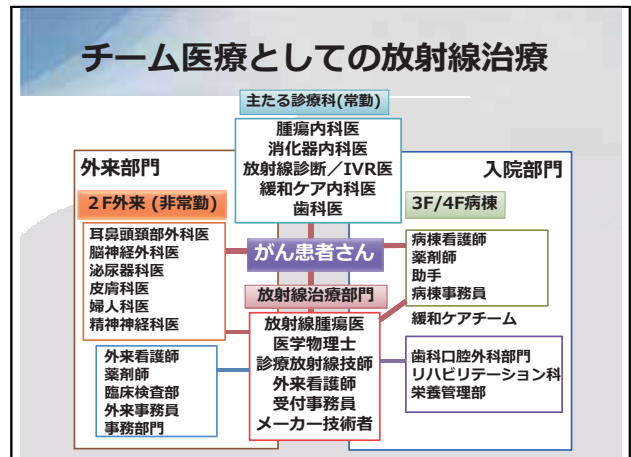 チーム医療としての放射線治療
主たる診療科(常勤)
腫瘍内科医
消化器内科医
放射線診断／IVR医
緩和ケア内科医
歯科医
外来部門
２F外来 (非常勤)
耳鼻頭頚部外科医
脳神経外科医
泌尿器科医
皮膚科医
婦人科医
精神神経科医
外来看護師
薬剤師
臨床検査部
外来事務員
事務部門
がん患者さん
放射線治療部門
放射線腫瘍医
医学物理士
診療放射線技師
外来看護師
受付事務員
メーカー技術者
入院部門
3F/4F病棟
病棟看護師
薬剤師
助手
病棟事務員
緩和ケアチーム
歯科口腔外科部門
リハビリテーション科
栄養管理部